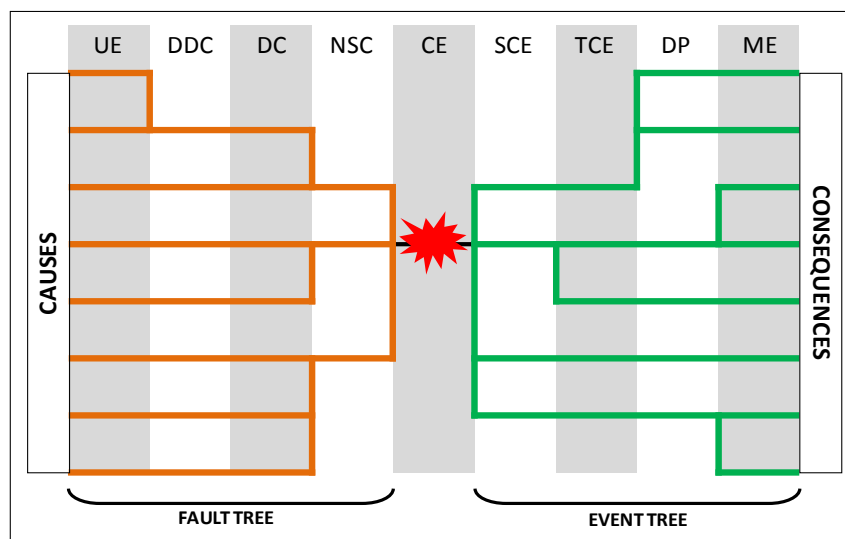 UE DDC DC NSC CE SCE TCE DP ME
CAUSES
CONSEQUENCES
FAULT TREE
EVENT TREE